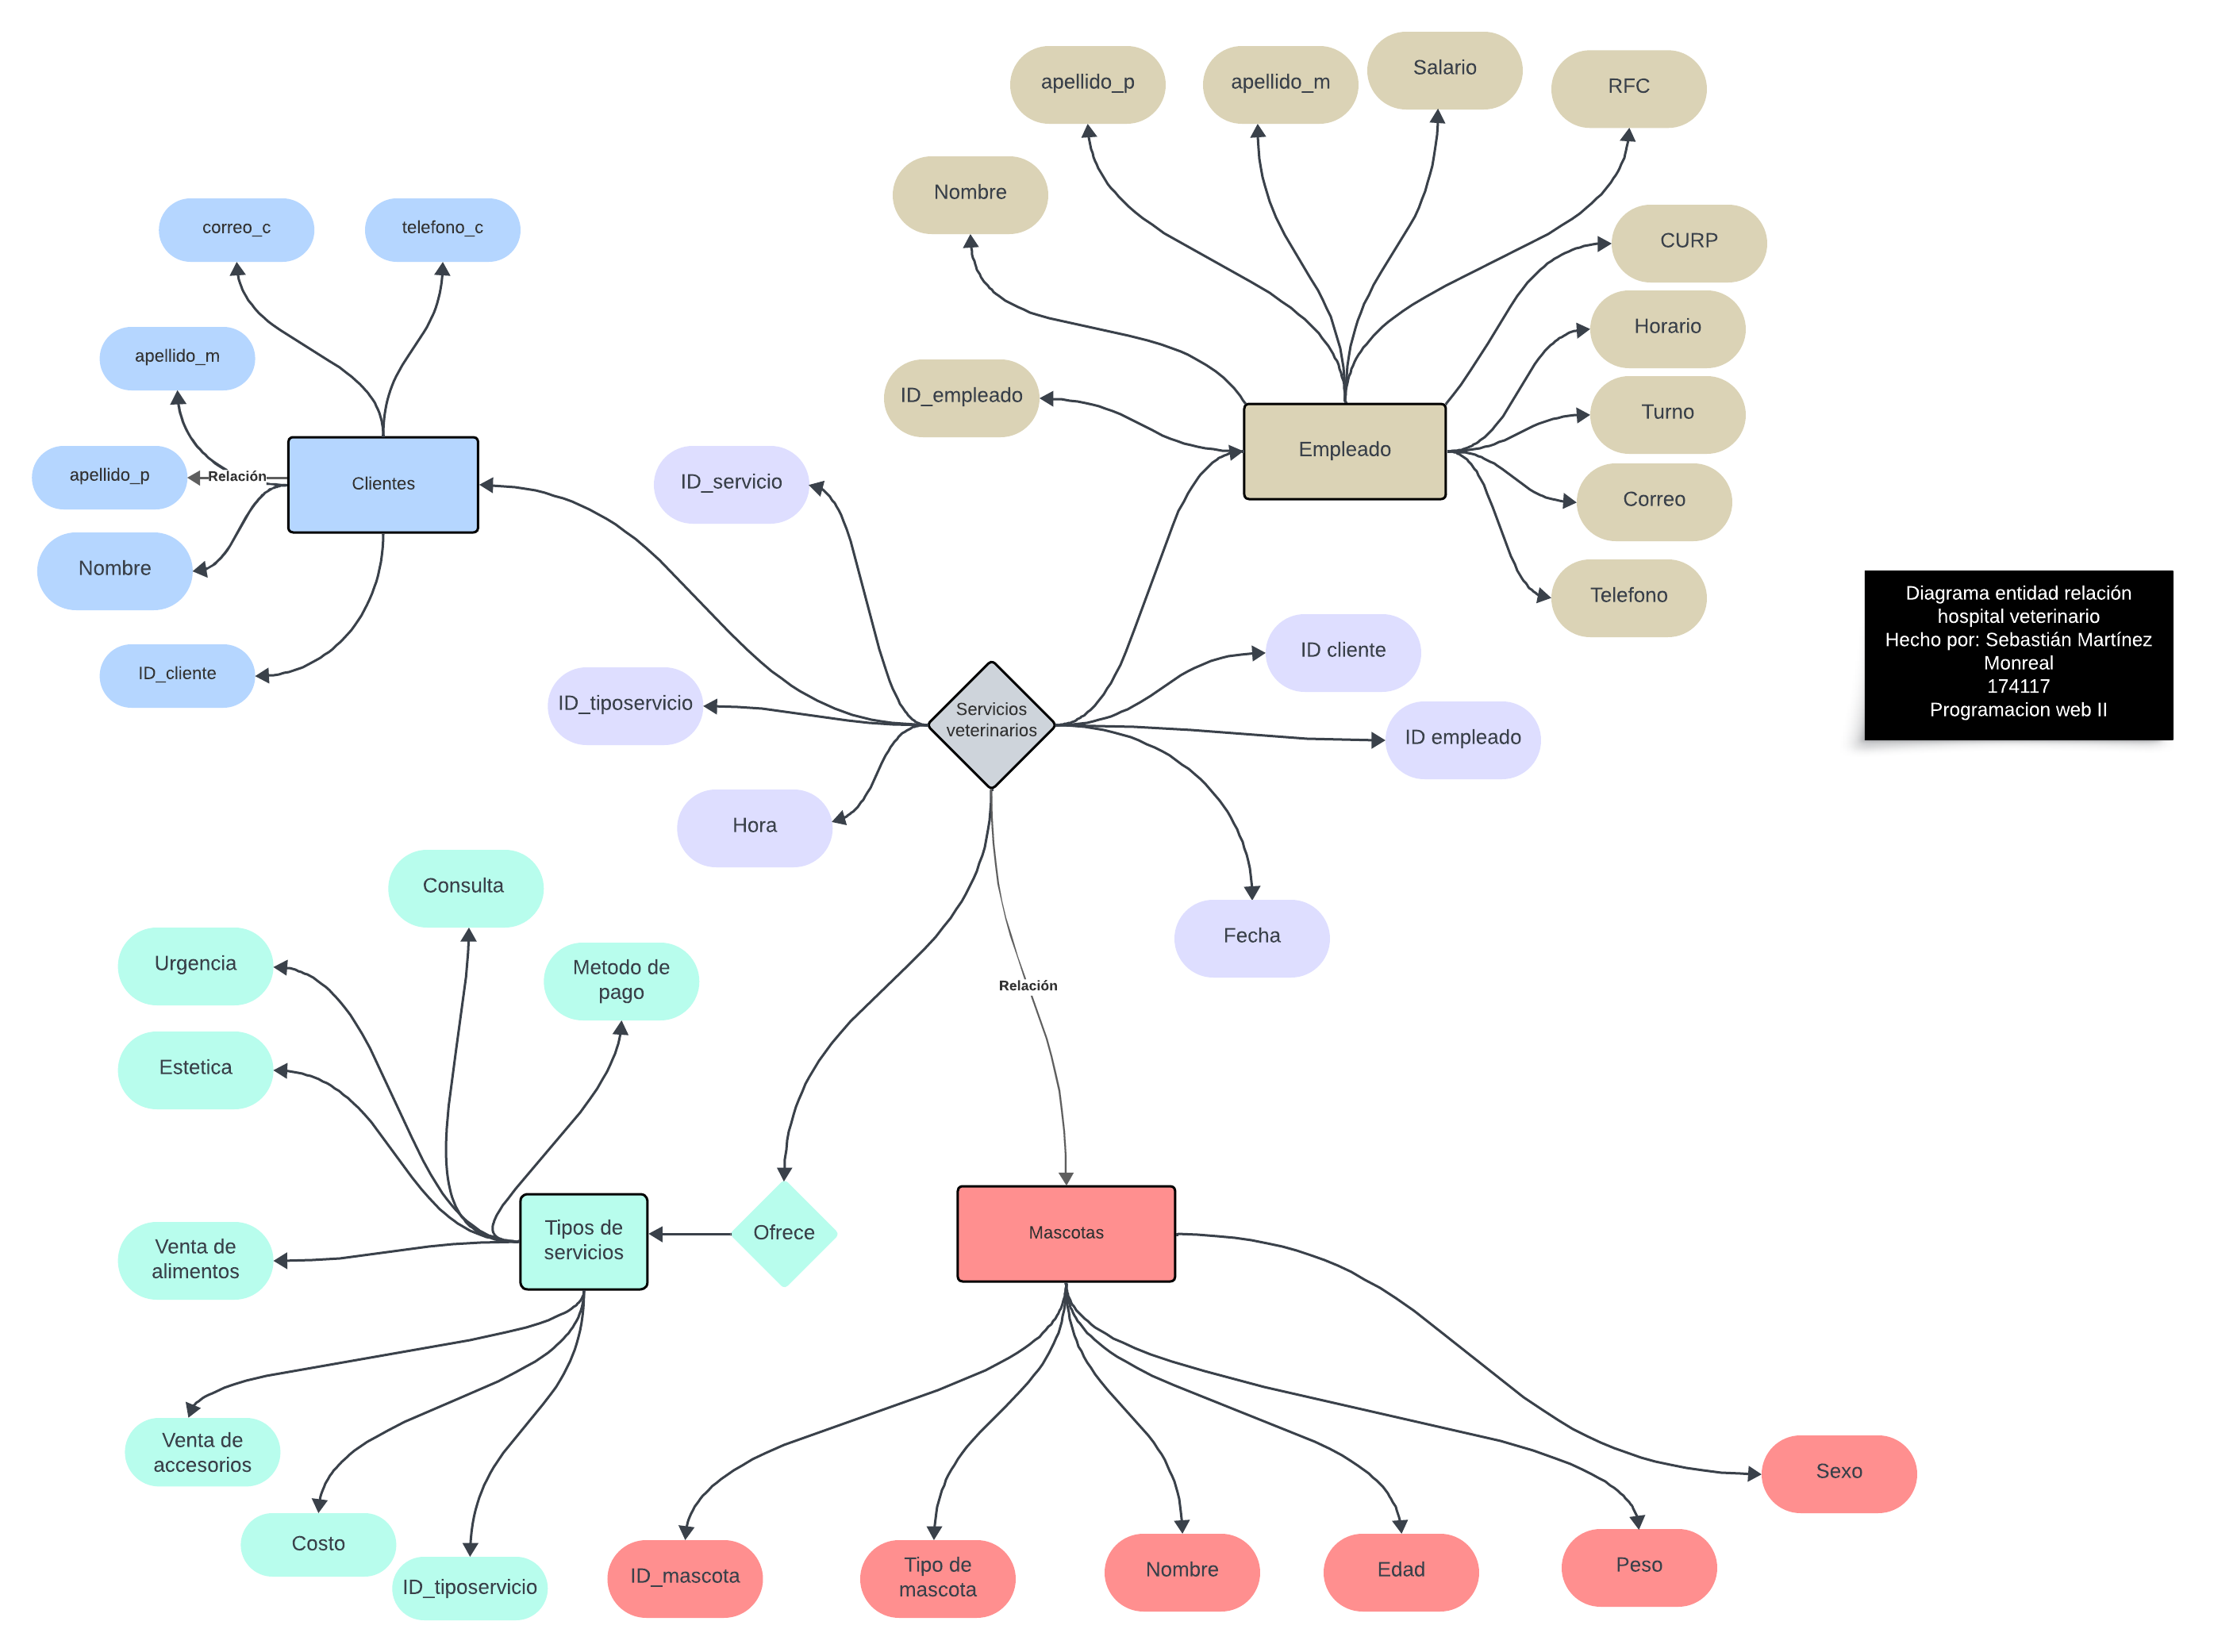 apellido_p
apellido_m
Salario
RFC
Nombre
CURP
correo_c
telefono_c
Horario
apellido_m
ID_empleado
Turno
Empleado
apellido_p
Relación
Clientes
ID_servicio
Correo
Nombre
Telefono
Diagrama entidad relación
hospital veterinario
Hecho por: Sebastián Martínez
Monreal
174117
Programacion web II
ID cliente
ID_cliente
ID_tiposervicio
Servicios
veterinarios
ID empleado
Hora
Consulta
Fecha
Urgencia
Metodo de
pago
Relación
Estetica
Tipos de
servicios
Ofrece
Mascotas
Venta de
alimentos
Venta de
accesorios
Sexo
Costo
ID_tiposervicio
ID_mascota
Tipo de
mascota
Nombre
Edad
Peso